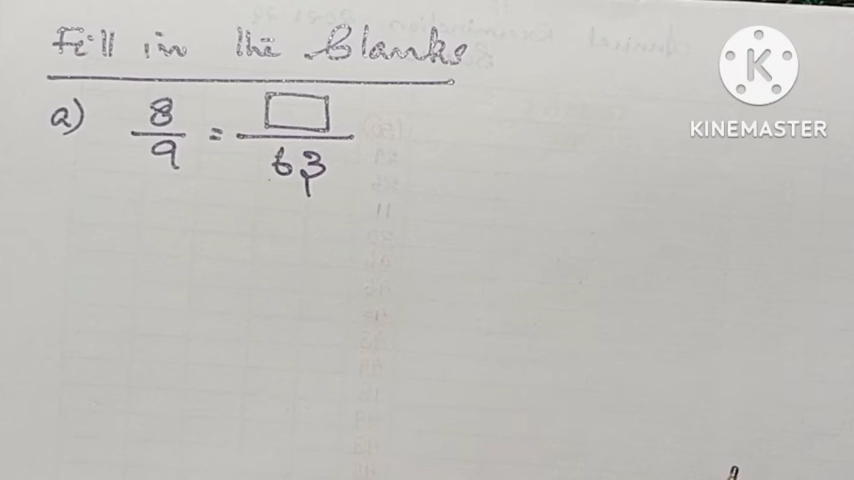 Fill in the Blanks
a) 8/9 = □/63
K
KINEMASTER